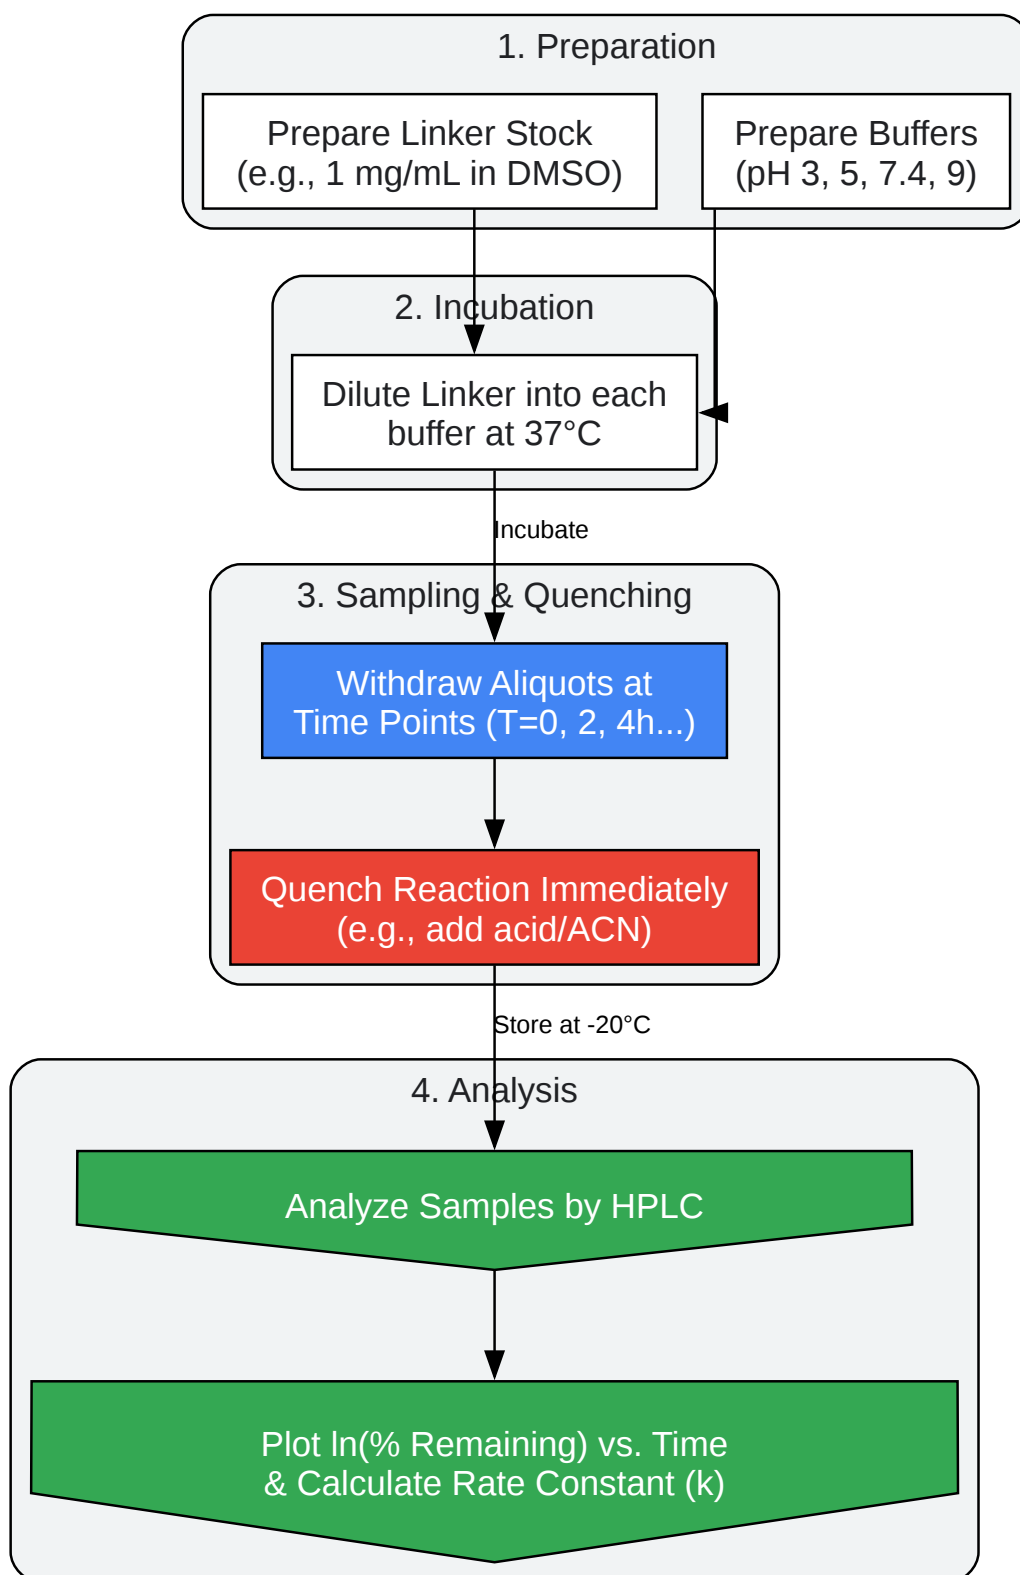 1. Preparation
Prepare Linker Stock
(e.g., 1 mg/mL in DMSO)
Prepare Buffers
(pH 3, 5, 7.4, 9)
2. Incubation
Dilute Linker into each
buffer at 37°C
Incubate
3. Sampling & Quenching
Withdraw Aliquots at
Time Points (T=0, 2, 4h...)
Quench Reaction Immediately
(e.g., add acid/ACN)
Store at -20°C
4. Analysis
Analyze Samples by HPLC
Plot ln(% Remaining) vs. Time
& Calculate Rate Constant (k)